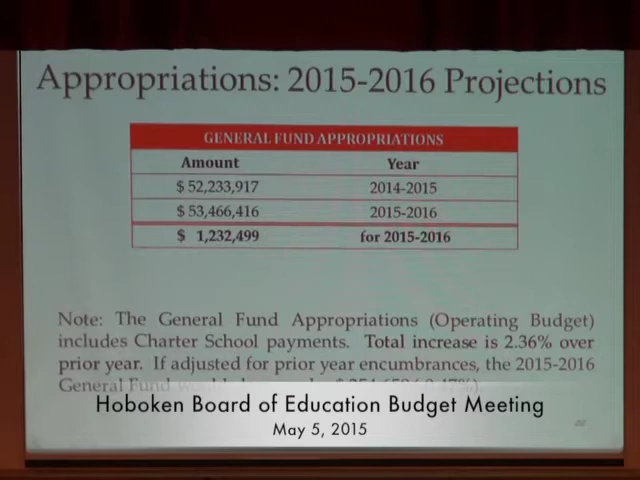 Appropriations: 2015-2016 Projections
GENERAL FUND APPROPRIATIONS
Amount Year
$ 52,233,917 2014-2015
$ 53,466,416 2015-2016
$ 1,232,499 for 2015-2016
Note: The General Fund Appropriations (Operating Budget)
includes Charter School payments. Total increase is 2.36% over
prior year. If adjusted for prior year encumbrances, the 2015-2016
General Fund
Hoboken Board of Education Budget Meeting
May 5, 2015